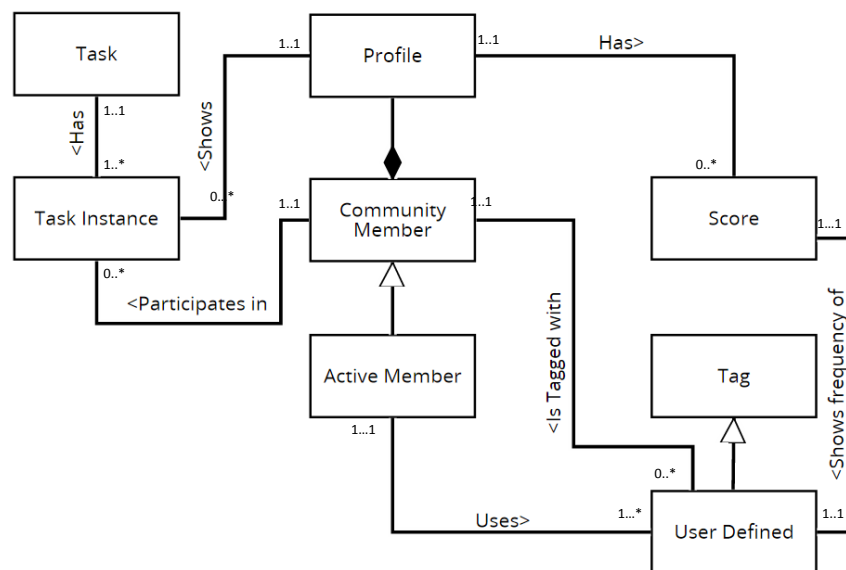 Task
Profile
1..1
1..1
Has>
1..1
<Has
<Shows
1..*
0..*
0..*
Task Instance
Community
Member
Score
1..1
1..1
1...1
0..*
<Participates in
<Is Tagged with
<Shows frequency of
Active Member
Tag
1...1
0..*
Uses>
1...*
User Defined
1..1